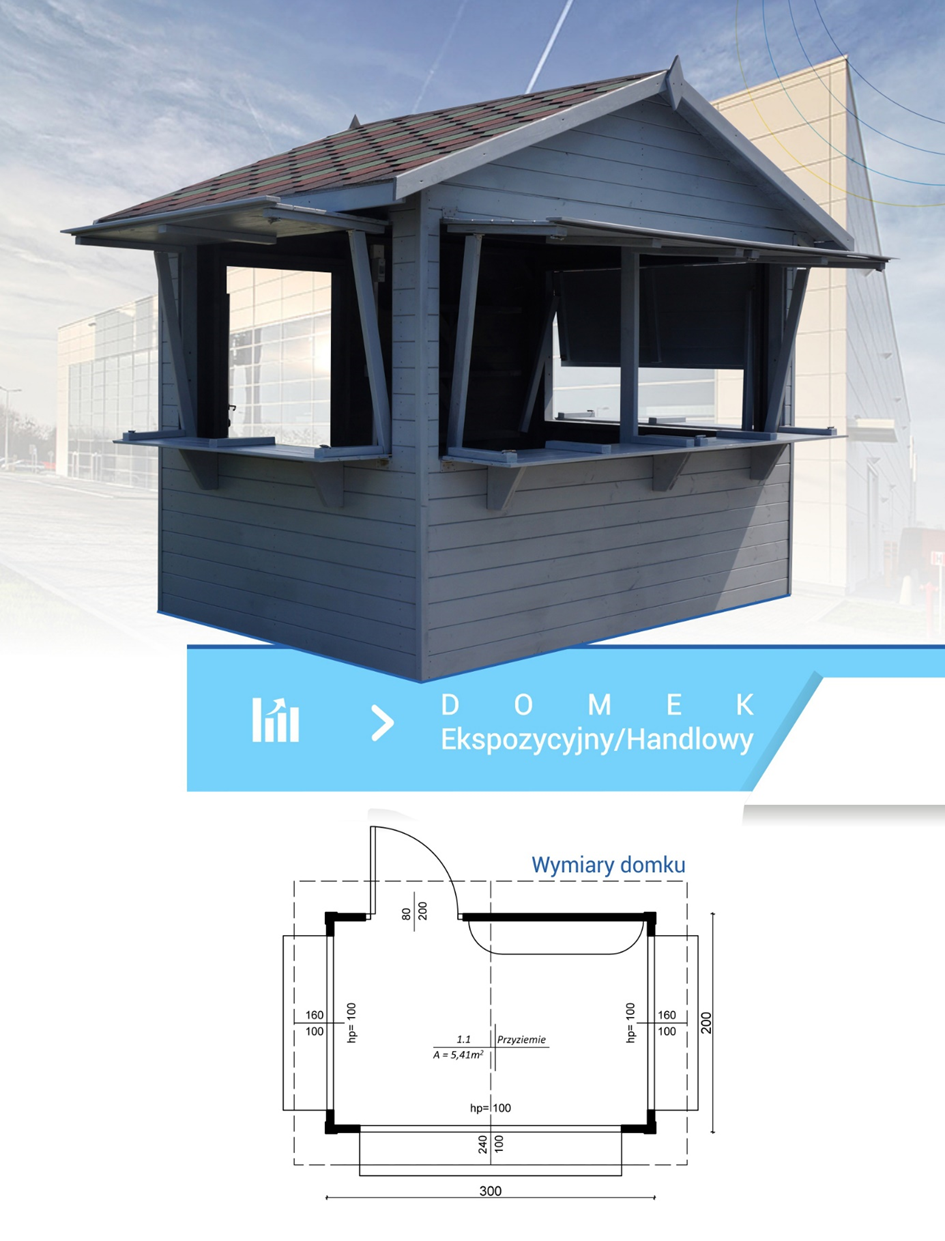 D O M E K
Ekspozycyjny/Handlowy
Wymiary domku
80
200
160
100
hp= 100
hp= 100
160
100
200
1.1 Przyziemie
A = 5,41m²
hp= 100
240
100
300